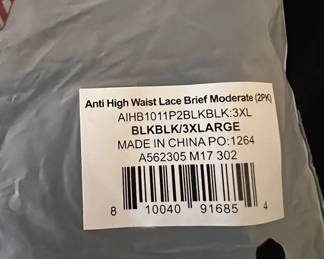 Anti High Waist Lace Brief Moderate (2PK)
AIHB1011P2BLKBLK:3XL
BLKBLK/3XLARGE
MADE IN CHINA PO:1264
A562305 M17 302
8 10040 91685 4